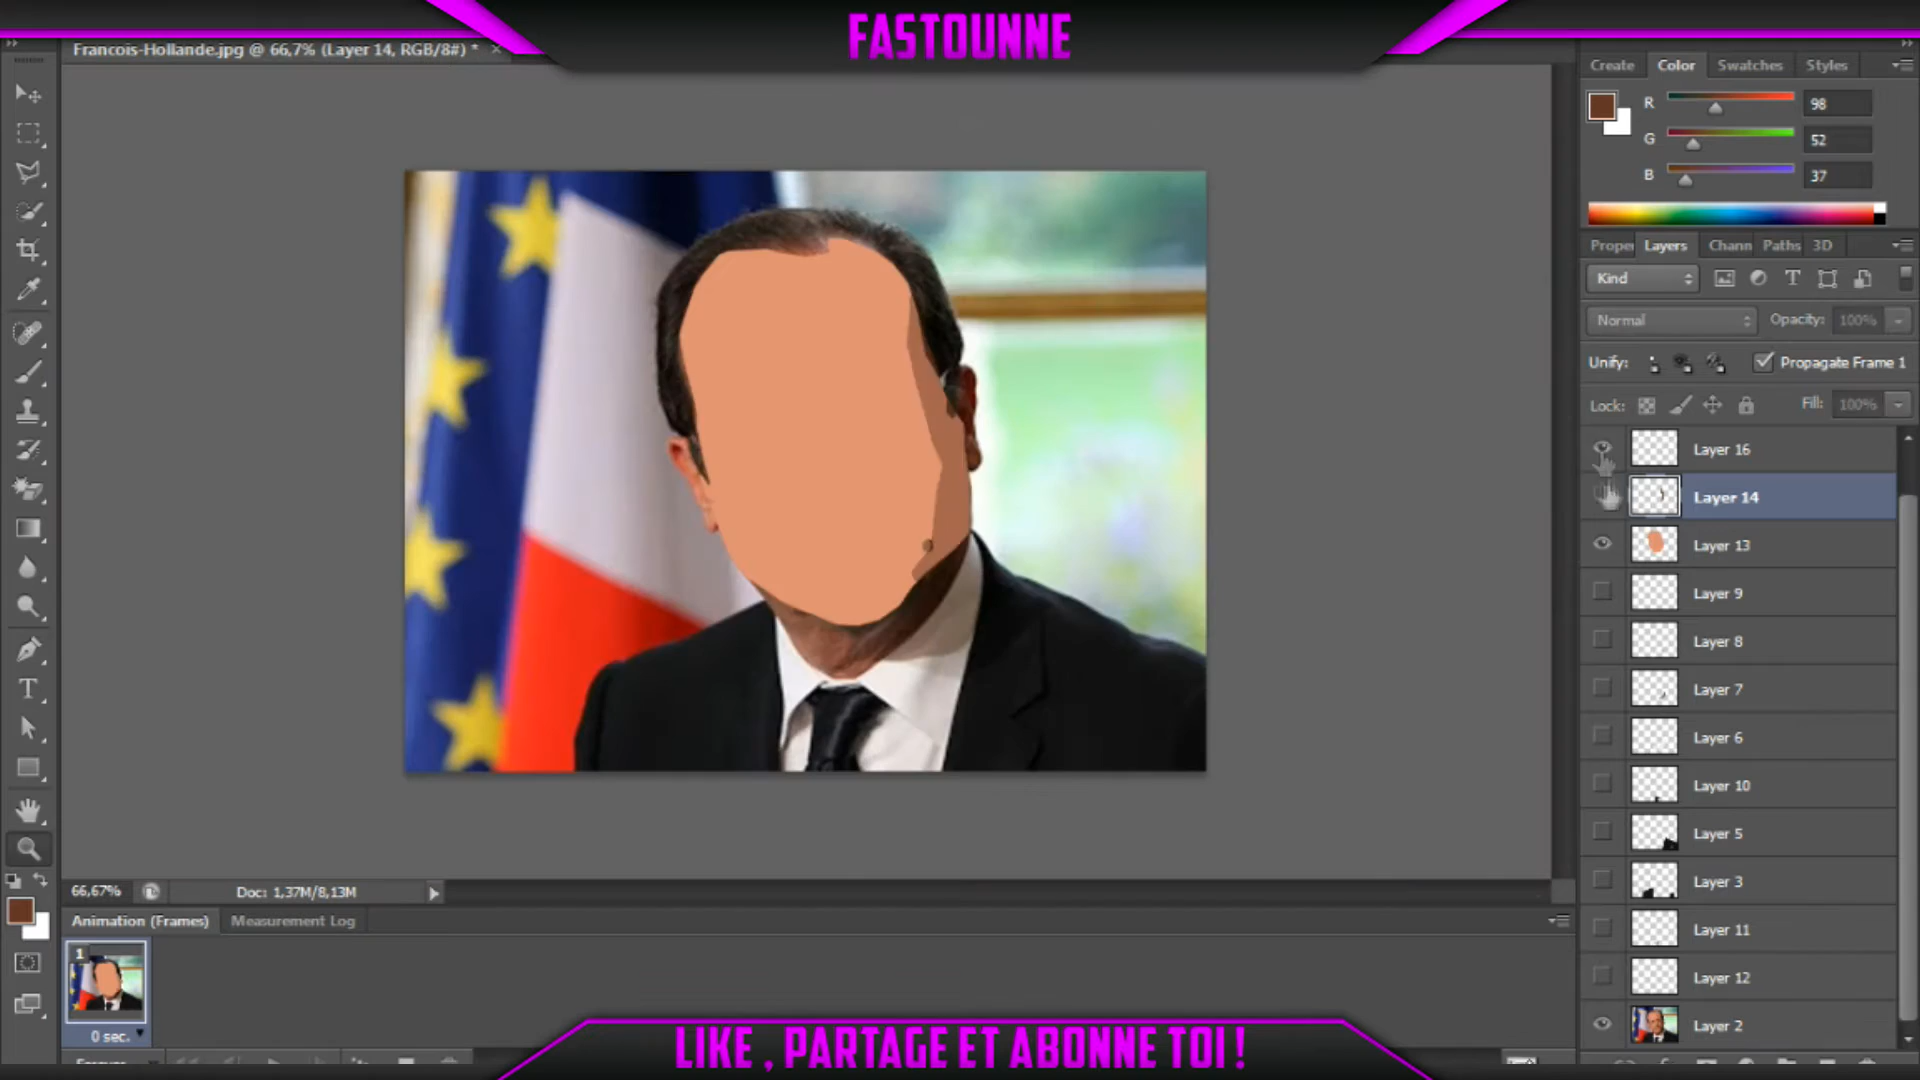 FASTOUNNE
Francois-Hollande.jpg @ 66,7% (Layer 14, RGB/8#) *
Create Color Swatches Styles
R 98
G 52
B 37
Proper Layers Chann Paths 3D
Kind
Normal Opacity: 100%
Unify: Propagate Frame 1
Lock: Fill: 100%
Layer 16
Layer 14
Layer 13
Layer 9
Layer 8
Layer 7
Layer 6
Layer 10
Layer 5
Layer 3
Layer 11
Layer 12
Layer 2
66,67% Doc: 1,37M/8,13M
Animation (Frames) Measurement Log
1
0 sec.
LIKE , PARTAGE ET ABONNE TOI !